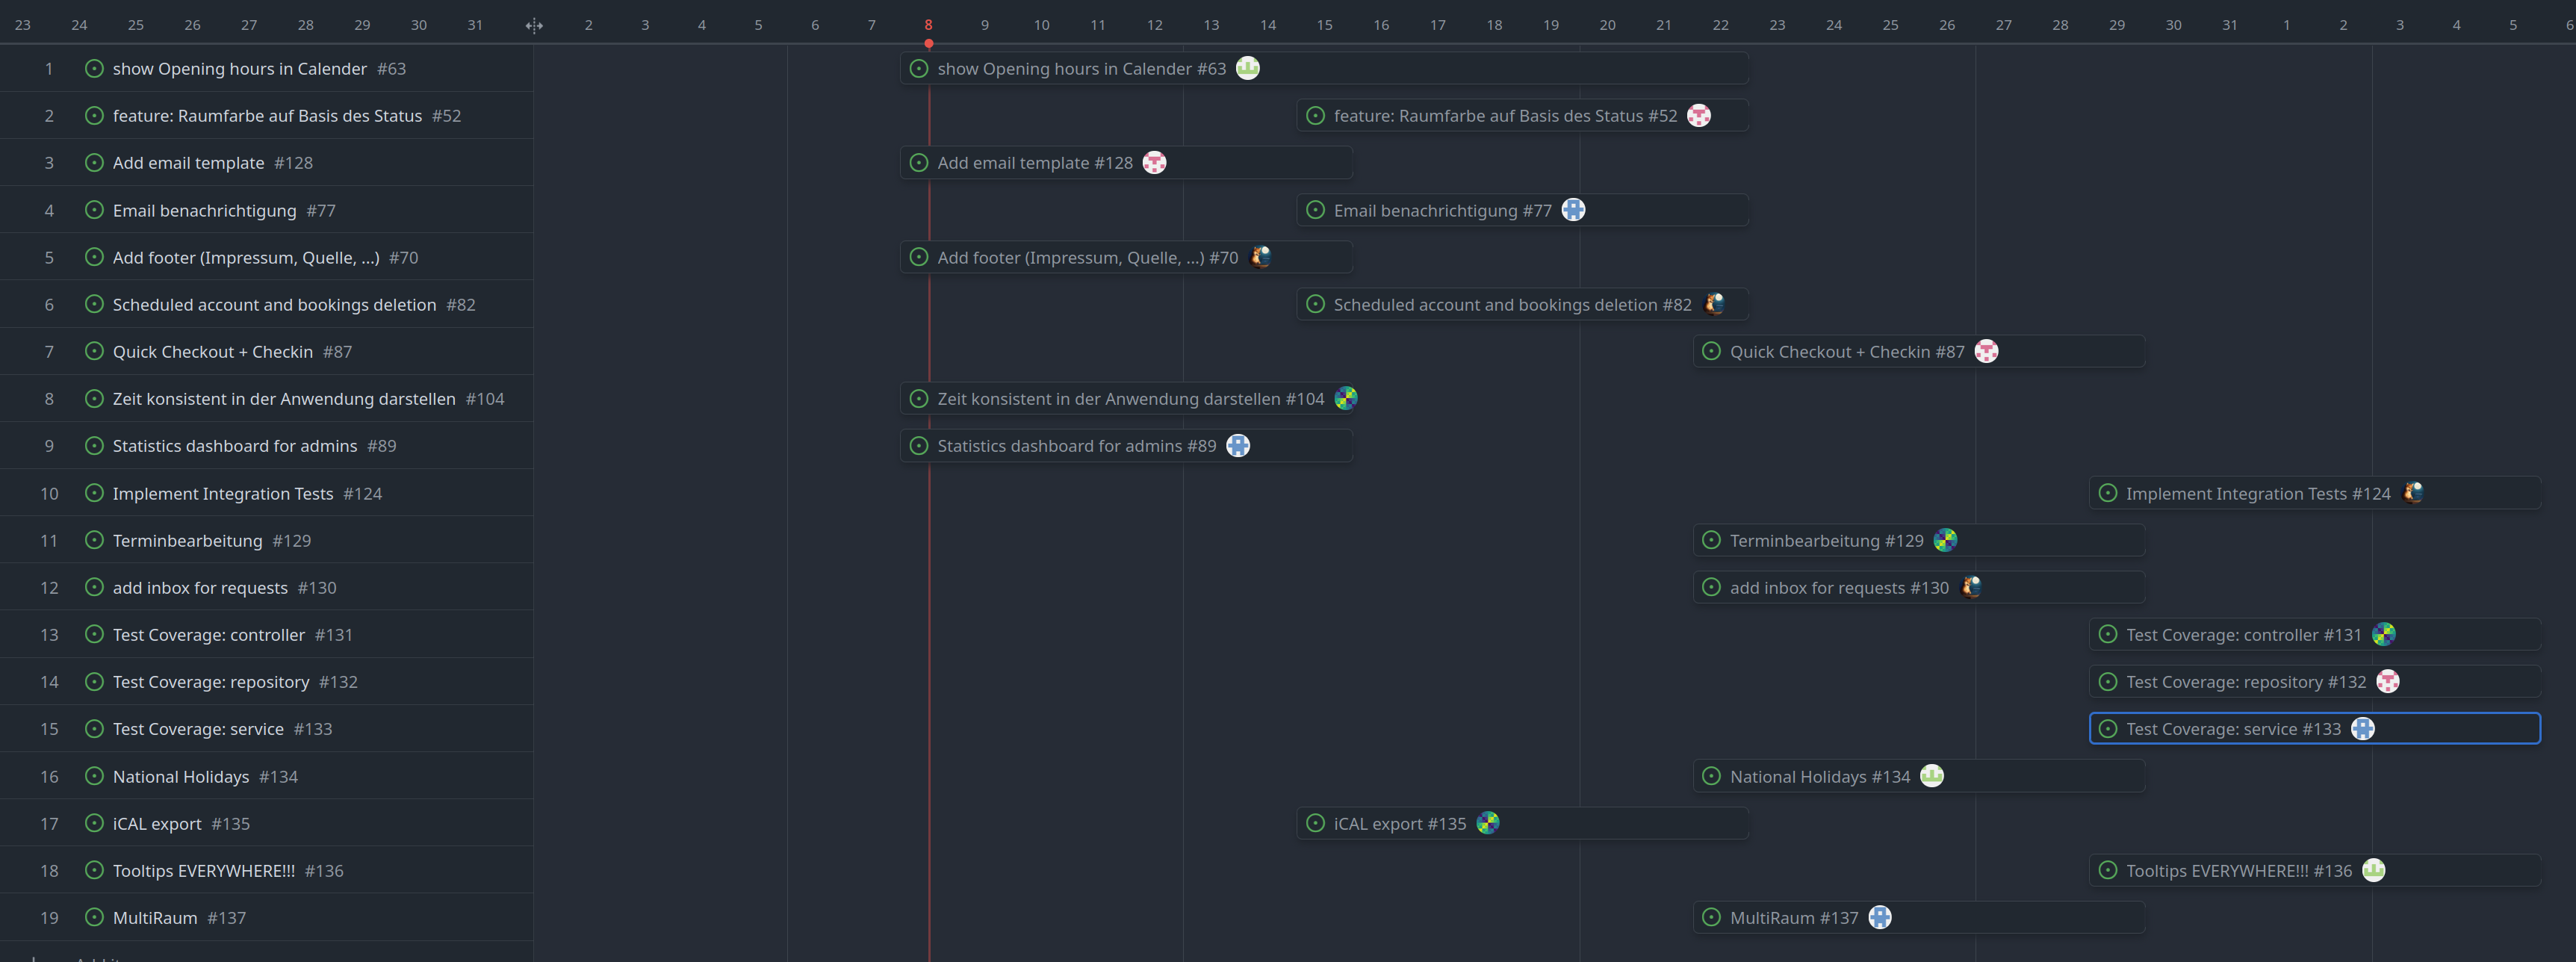 23 24 25 26 27 28 29 30 31 2 3 4 5 6 7 8 9 10 11 12 13 14 15 16 17 18 19 20 21 22 23 24 25 26 27 28 29 30 31 1 2 3 4 5 6
1 show Opening hours in Calender #63 show Opening hours in Calender #63
2 feature: Raumfarbe auf Basis des Status #52 feature: Raumfarbe auf Basis des Status #52
3 Add email template #128 Add email template #128
4 Email benachrichtigung #77 Email benachrichtigung #77
5 Add footer (Impressum, Quelle, ...) #70 Add footer (Impressum, Quelle, ...) #70
6 Scheduled account and bookings deletion #82 Scheduled account and bookings deletion #82
7 Quick Checkout + Checkin #87 Quick Checkout + Checkin #87
8 Zeit konsistent in der Anwendung darstellen #104 Zeit konsistent in der Anwendung darstellen #104
9 Statistics dashboard for admins #89 Statistics dashboard for admins #89
10 Implement Integration Tests #124 Implement Integration Tests #124
11 Terminbearbeitung #129 Terminbearbeitung #129
12 add inbox for requests #130 add inbox for requests #130
13 Test Coverage: controller #131 Test Coverage: controller #131
14 Test Coverage: repository #132 Test Coverage: repository #132
15 Test Coverage: service #133 Test Coverage: service #133
16 National Holidays #134 National Holidays #134
17 iCAL export #135 iCAL export #135
18 Tooltips EVERYWHERE!!! #136 Tooltips EVERYWHERE!!! #136
19 MultiRaum #137 MultiRaum #137